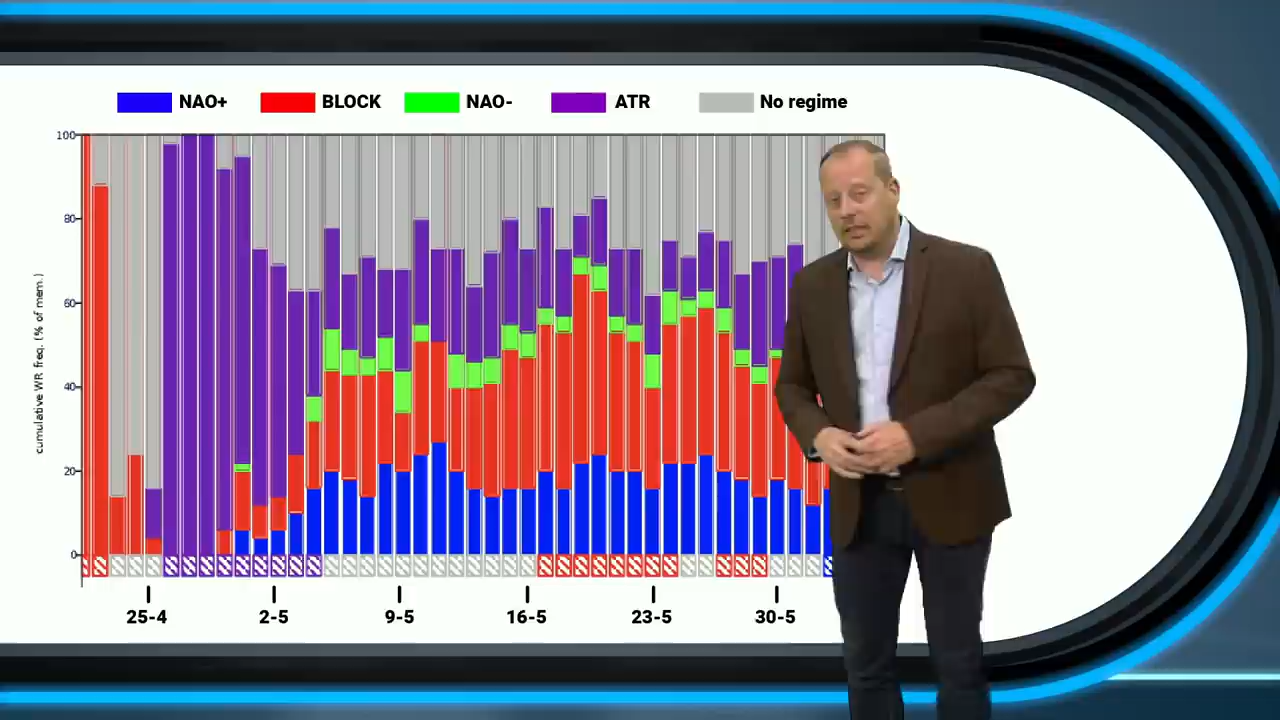 NAO+ BLOCK NAO- ATR No regime
100
80
60
40
20
0
cumulative WR freq. (% of mem.)
25-4 2-5 9-5 16-5 23-5 30-5